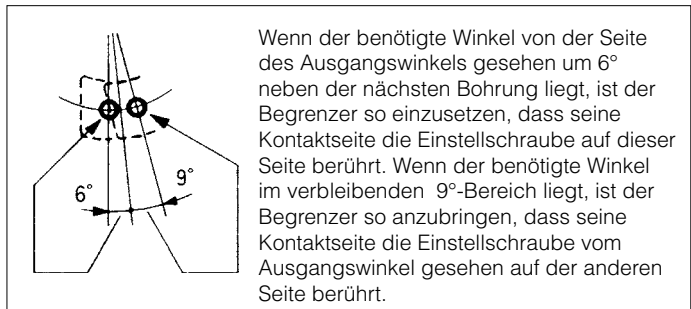 Wenn der benötigte Winkel von der Seite
des Ausgangswinkels gesehen um 6°
neben der nächsten Bohrung liegt, ist der
Begrenzer so einzusetzen, dass seine
Kontaktseite die Einstellschraube auf dieser
Seite berührt. Wenn der benötigte Winkel
im verbleibenden 9°-Bereich liegt, ist der
Begrenzer so anzubringen, dass seine
Kontaktseite die Einstellschraube vom
Ausgangswinkel gesehen auf der anderen
Seite berührt.
6°
9°